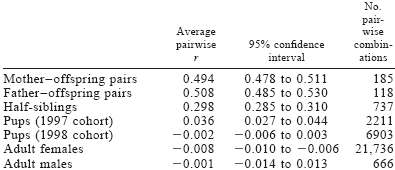 No.
pair-
Average wise
pairwise 95% confidence combin-
r interval ations
Mother–offspring pairs 0.494 0.478 to 0.511 185
Father–offspring pairs 0.508 0.485 to 0.530 118
Half-siblings 0.298 0.285 to 0.310 737
Pups (1997 cohort) 0.036 0.027 to 0.044 2211
Pups (1998 cohort) −0.002 −0.006 to 0.003 6903
Adult females −0.008 −0.010 to −0.006 21,736
Adult males −0.001 −0.014 to 0.013 666